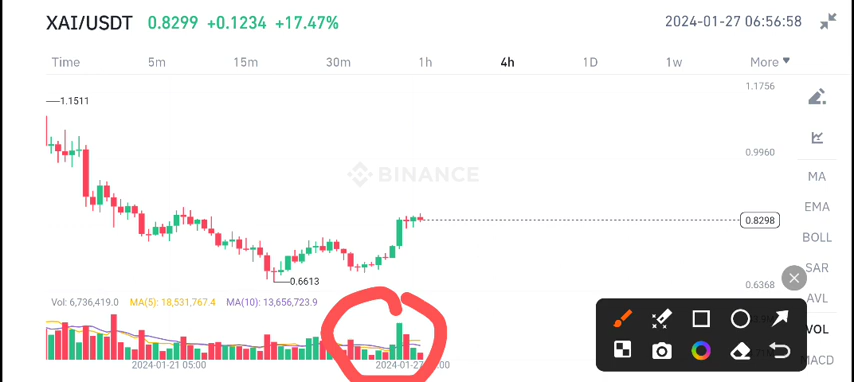 XAI/USDT 0.8299 +0.1234 +17.47% 2024-01-27 06:56:58
Time 5m 15m 30m 1h 4h 1D 1w More
1.1756
1.1511
0.9960
BINANCE
MA
EMA
0.8298
BOLL
SAR
0.6613
0.6368
AVL
Vol: 6,736,419.0 MA(5): 18,531,767.4 MA(10): 13,656,723.9
VOL
MACD
2024-01-21 05:00